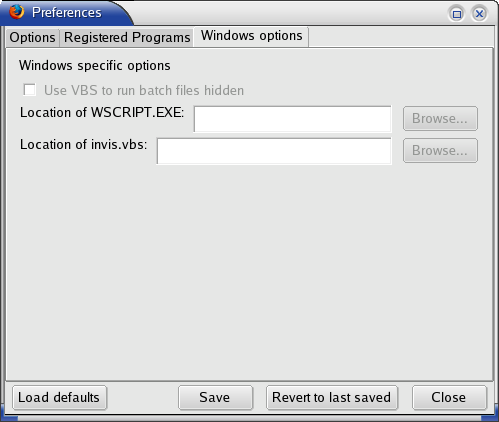 Preferences
Options Registered Programs Windows options
Windows specific options
Use VBS to run batch files hidden
Location of WSCRIPT.EXE: Browse...
Location of invis.vbs: Browse...
Load defaults Save Revert to last saved Close